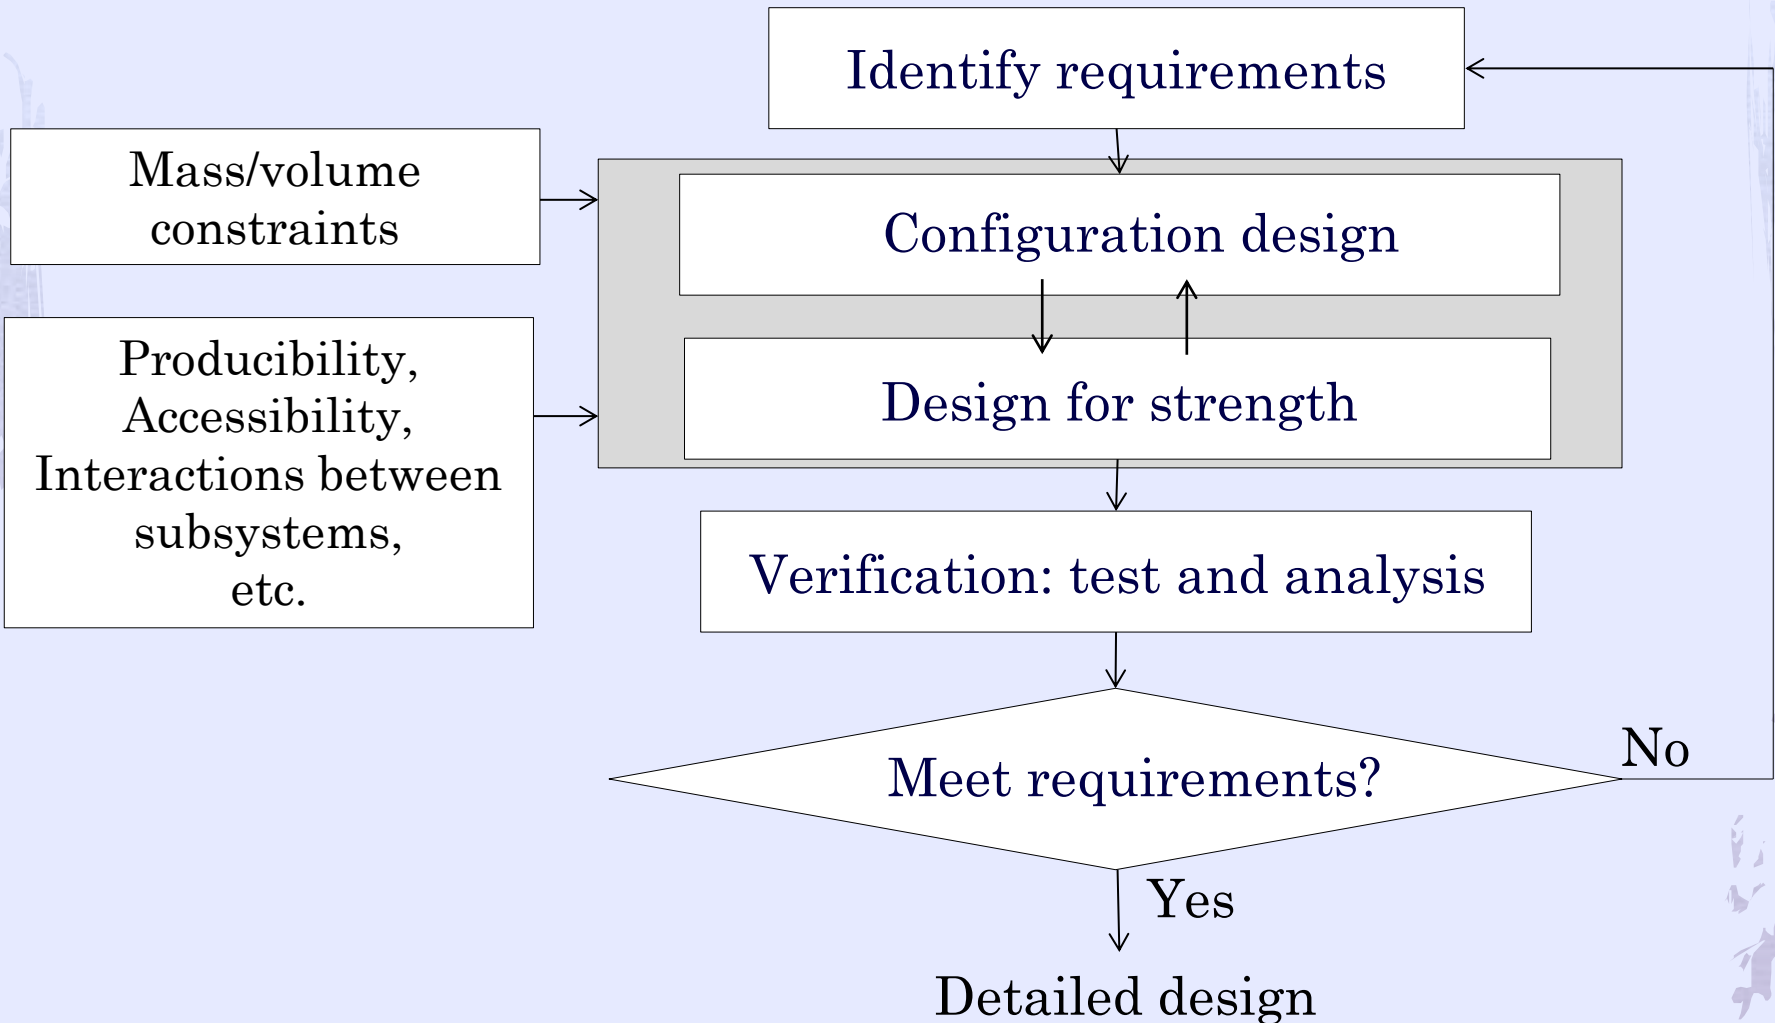 Identify requirements
Mass/volume
constraints
Configuration design
Producibility,
Accessibility,
Interactions between
subsystems,
etc.
Design for strength
Verification: test and analysis
Meet requirements?
No
Yes
Detailed design